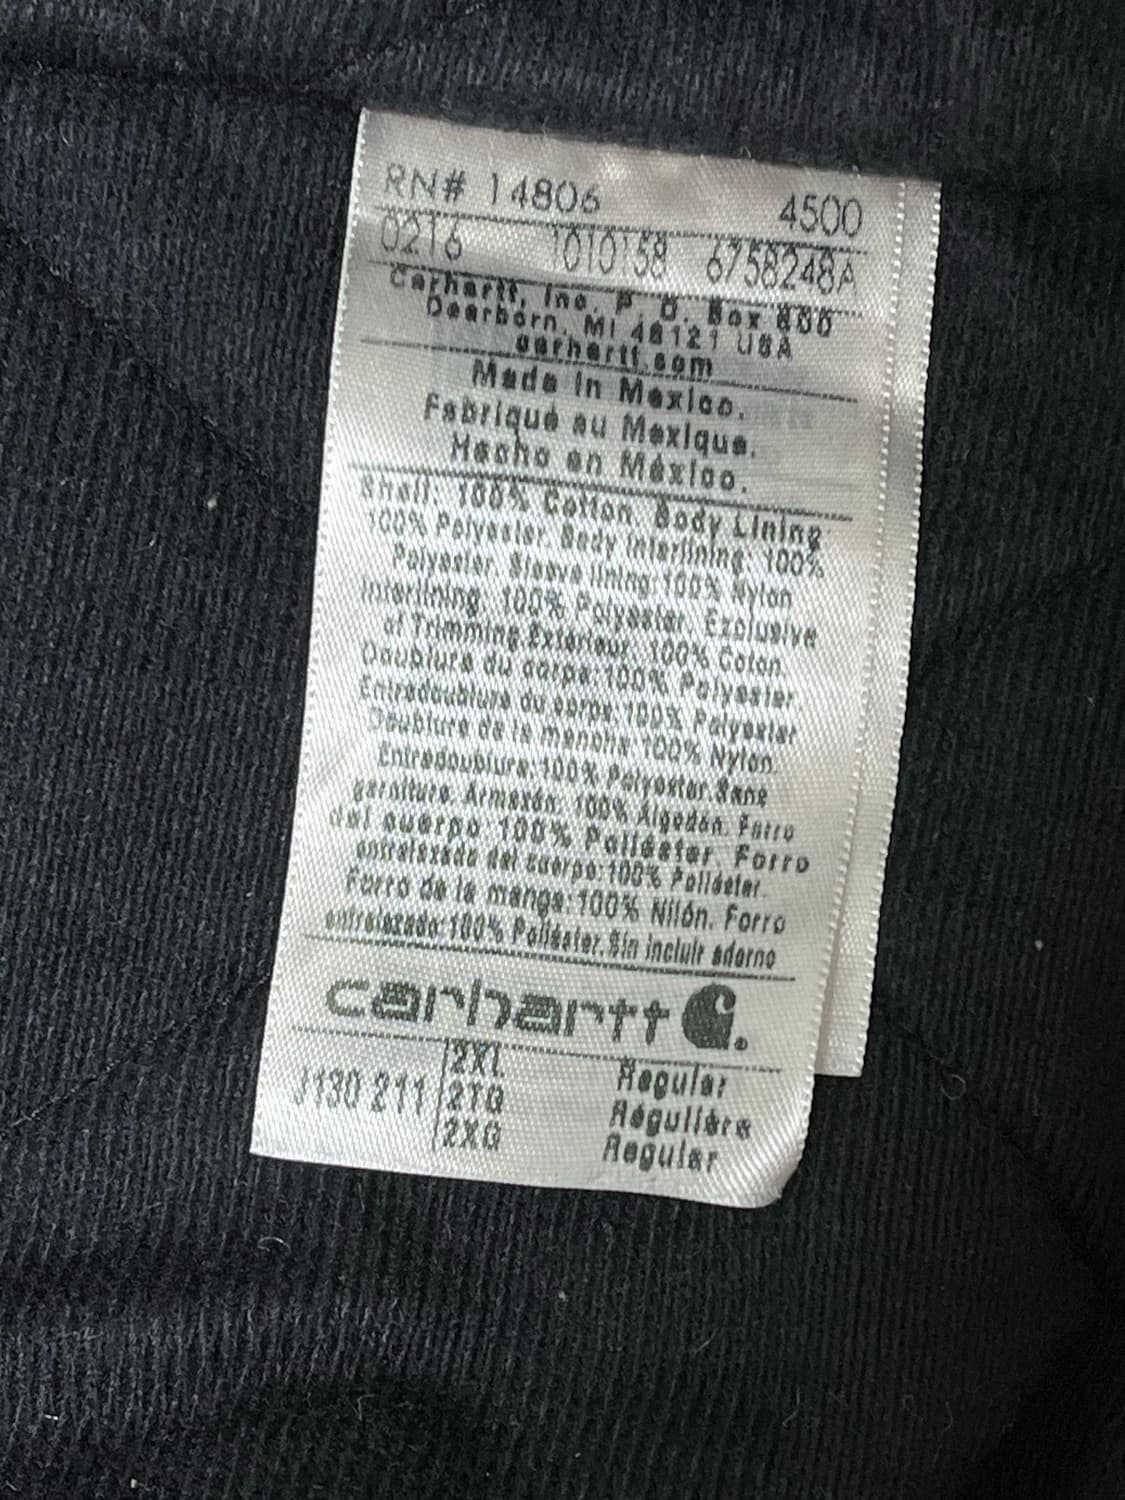 RN# 14806 4500
0216 1010158 6758248A
Carhartt, Inc. P. O. Box 600
Dearborn, MI 48121 USA
carhartt.com
Made in Mexico.
Fabriqué au Mexique.
Hecho en México.
Shell: 100% Cotton. Body Lining
100% Polyester. Body Interlining: 100%
Polyester. Sleeve lining:100% Nylon
Interlining: 100% Polyester. Exclusive
of Trimming.Extérieur: 100% Coton.
Doublure du corps:100% Polyester
Entredoublure du corps:100% Polyester
Doublure de la manche:100% Nylon.
Entredoublure:100% Polyester.Sans
garniture. Armazón: 100% Algodón. Forro
del cuerpo 100% Poliéster. Forro
entrelazado del cuerpo:100% Poliéster.
Forro de la manga:100% Nilón. Forro
entrelazado:100% Poliéster.Sin incluir adorno
carhartt
J130 211 2XL Regular
2TG Régulière
2XG Regular